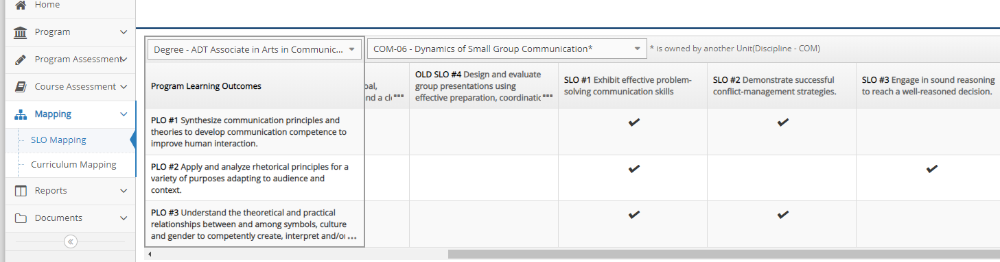 Home
Program
Program Assessment
Course Assessment
Mapping
SLO Mapping
Curriculum Mapping
Reports
Documents
Degree - ADT Associate in Arts in Communic...
COM-06 - Dynamics of Small Group Communication*
* is owned by another Unit(Discipline - COM)
Program Learning Outcomes
nd a cl...
OLD SLO #4 Design and evaluate
group presentations using
effective preparation, coordinatic...
SLO #1 Exhibit effective problem-
solving communication skills
SLO #2 Demonstrate successful
conflict-management strategies.
SLO #3 Engage in sound reasoning
to reach a well-reasoned decision.
PLO #1 Synthesize communication principles and
theories to develop communication competence to
improve human interaction.
PLO #2 Apply and analyze rhetorical principles for a
variety of purposes adapting to audience and
context.
PLO #3 Understand the theoretical and practical
relationships between and among symbols, culture
and gender to competently create, interpret and/or...